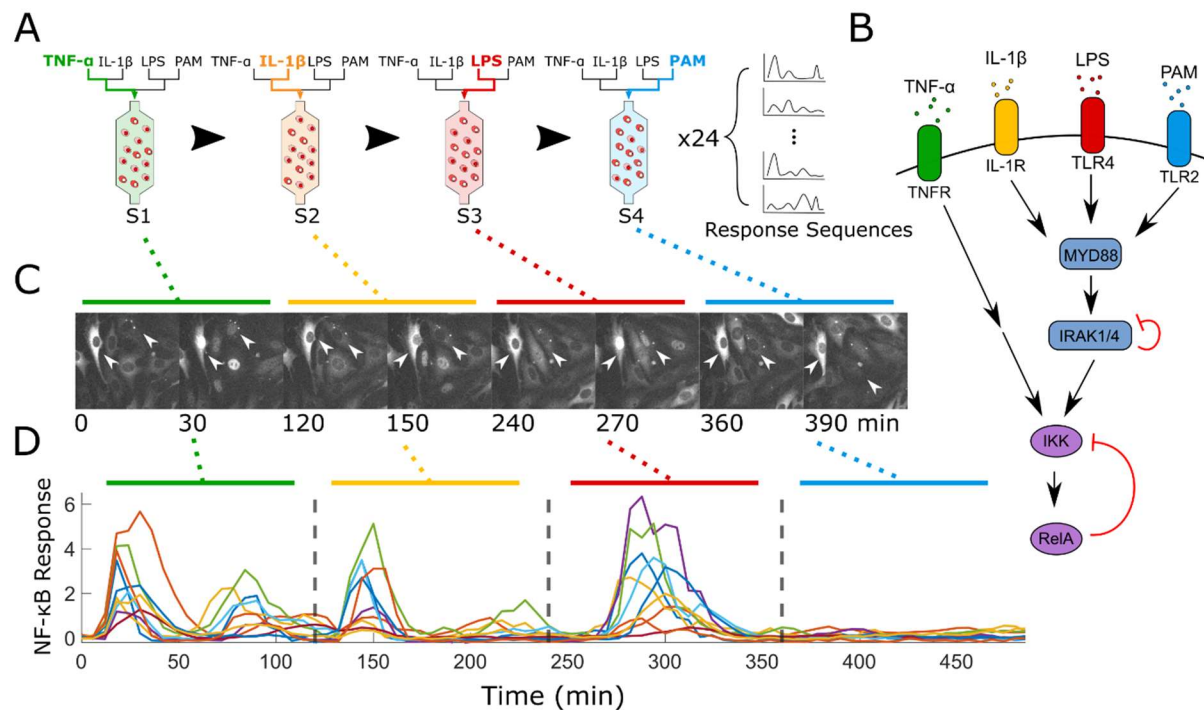 A
TNF-α IL-1β LPS PAM TNF-α IL-1β LPS PAM TNF-α IL-1β LPS PAM TNF-α IL-1β LPS PAM
S1 S2 S3 S4
x24
Response Sequences
B
TNF-α IL-1β LPS PAM
TNFR IL-1R TLR4 TLR2
MYD88
IRAK1/4
IKK
RelA
C
0 30 120 150 240 270 360 390 min
D
NF-κB Response
6
4
2
0
0 50 100 150 200 250 300 350 400 450
Time (min)